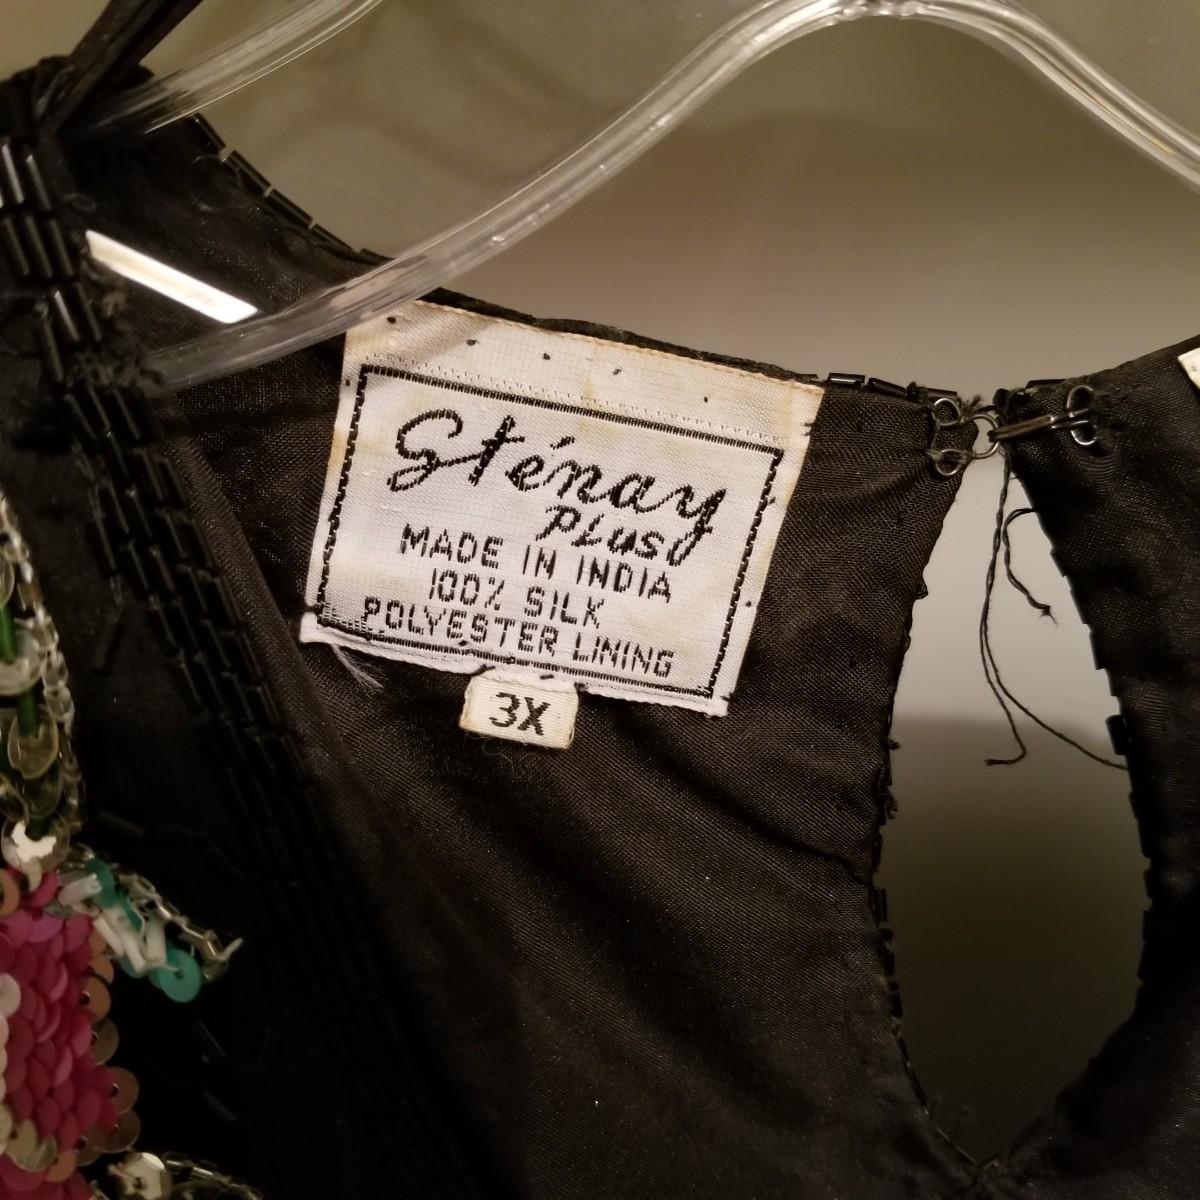 Sténay
PLus
MADE IN INDIA
100% SILK
POLYESTER LINING
3X